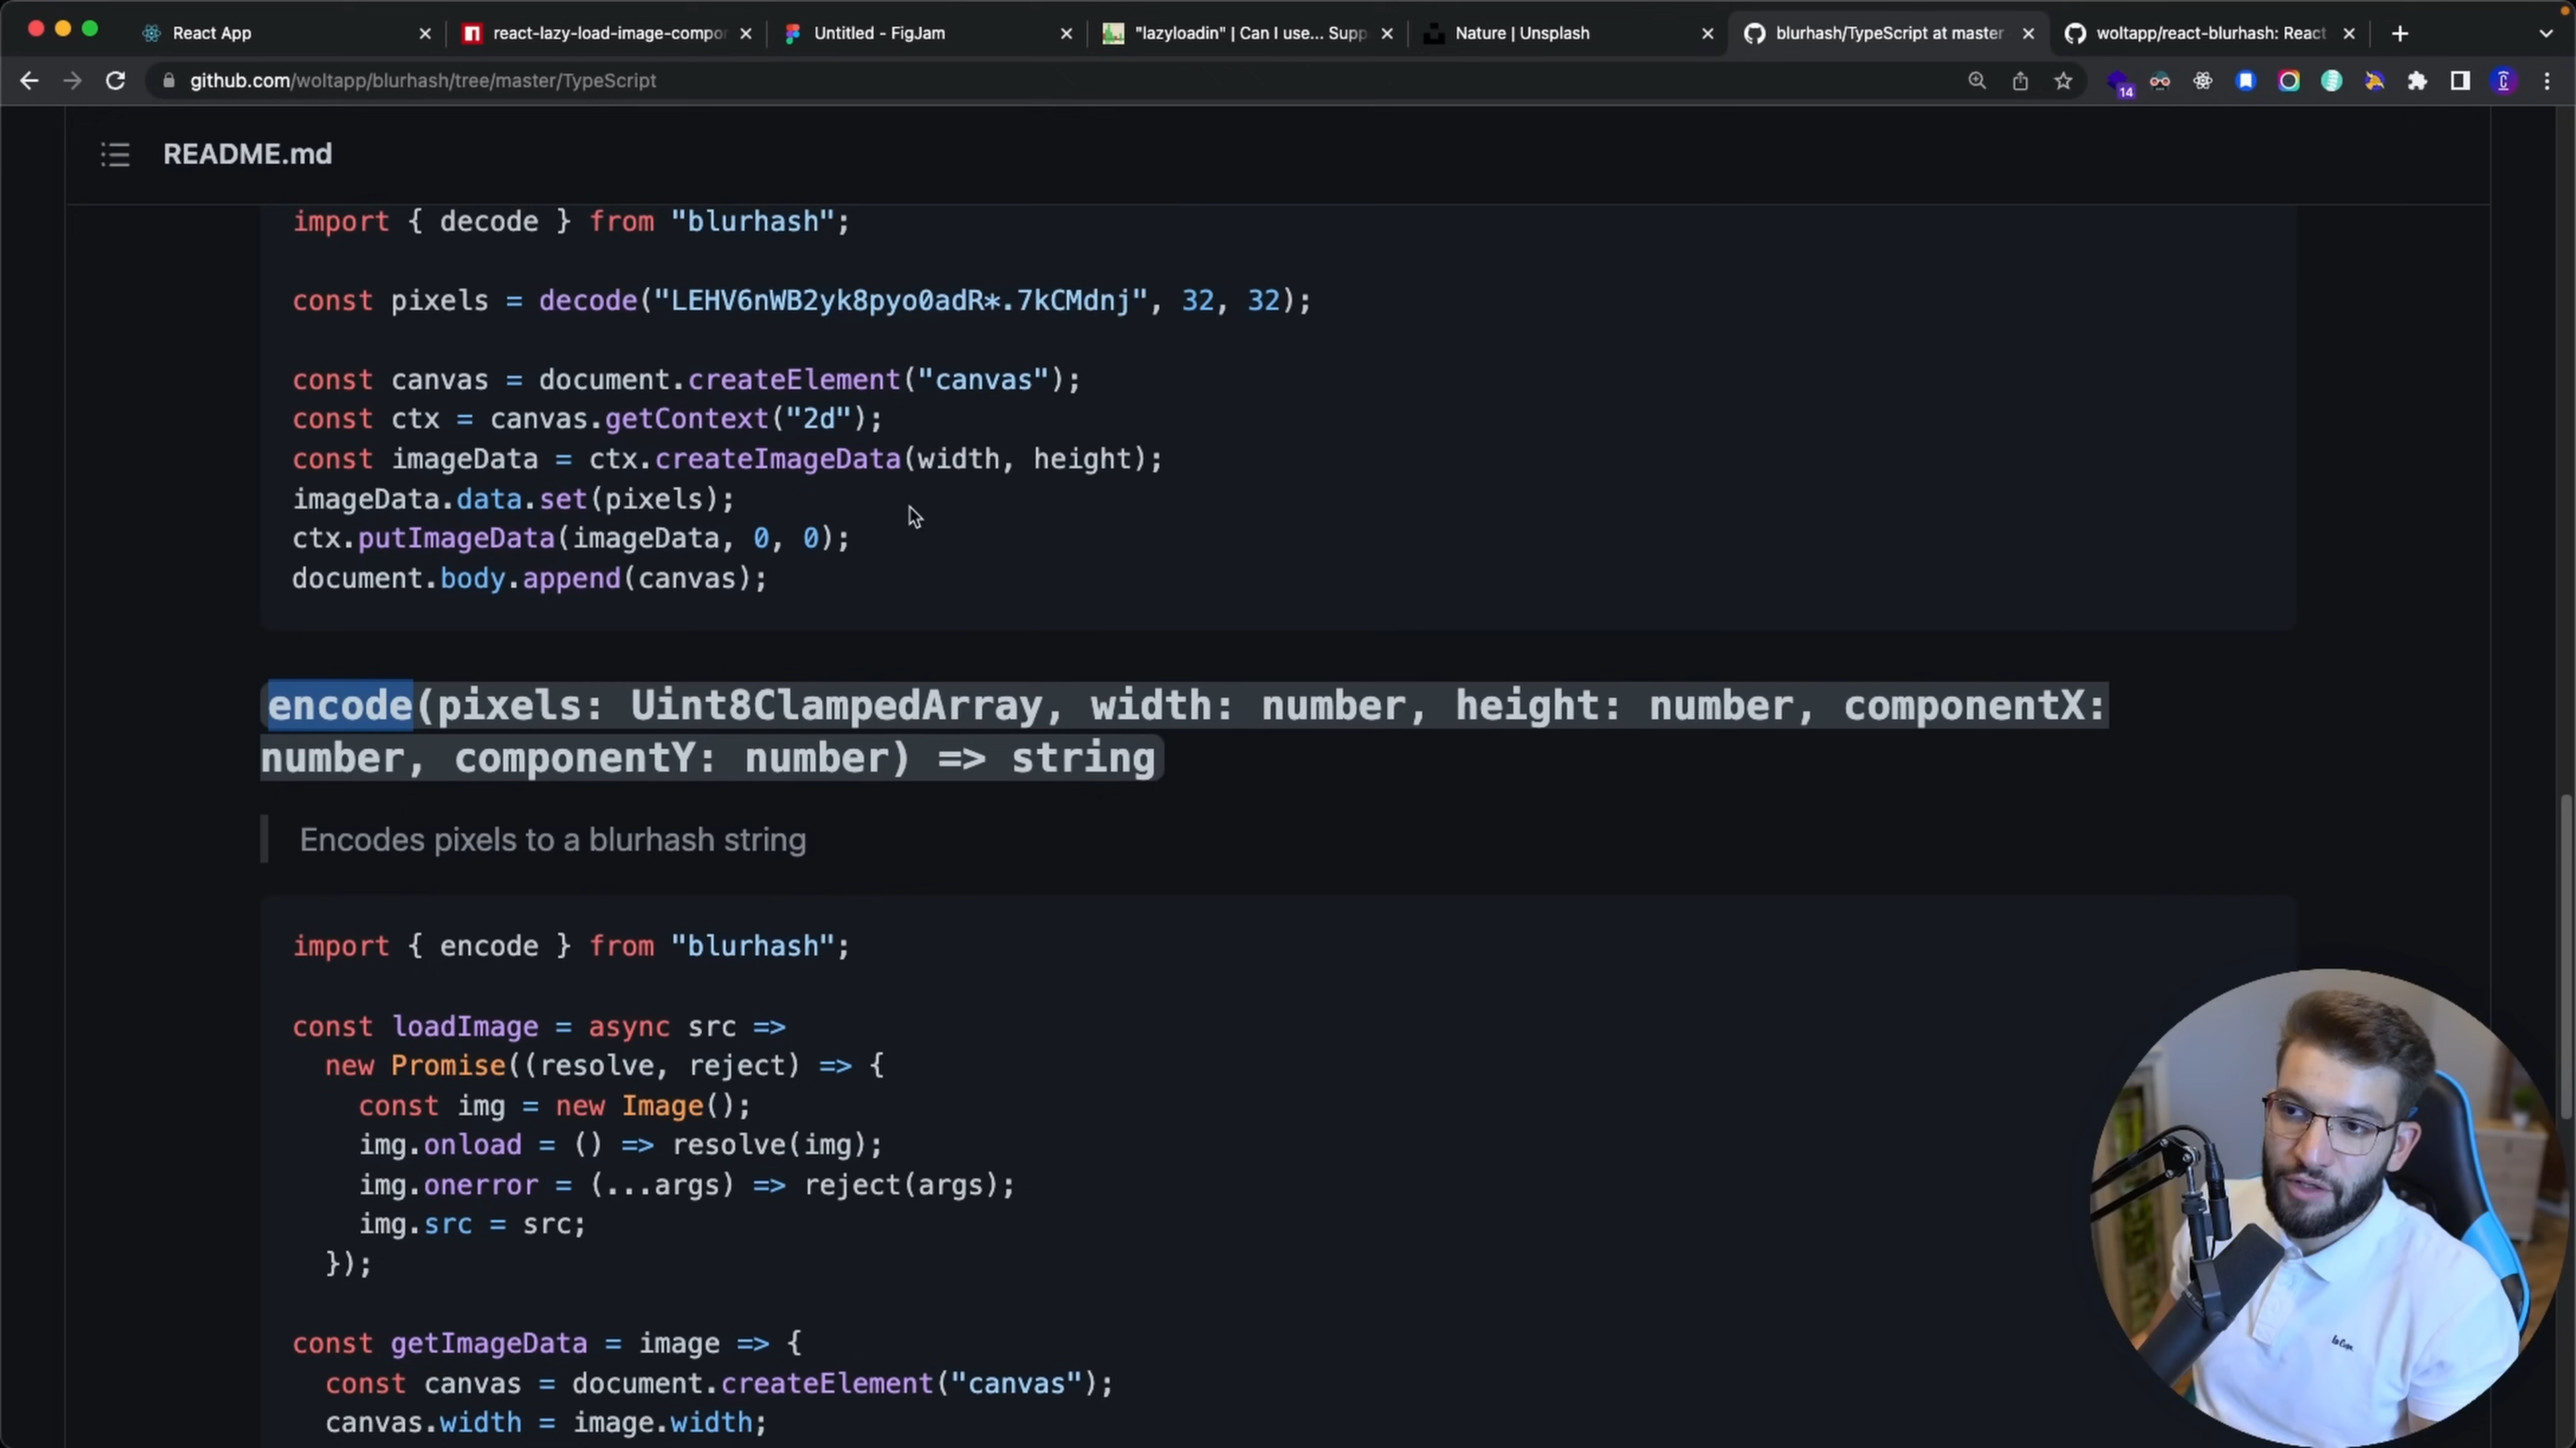 React App
react-lazy-load-image-compor
Untitled - FigJam
"lazyloadin" | Can I use... Supp
Nature | Unsplash
blurhash/TypeScript at master
woltapp/react-blurhash: React
github.com/woltapp/blurhash/tree/master/TypeScript
14
README.md
import { decode } from "blurhash";
const pixels = decode("LEHV6nWB2yk8pyo0adR*.7kCMdnj", 32, 32);
const canvas = document.createElement("canvas");
const ctx = canvas.getContext("2d");
const imageData = ctx.createImageData(width, height);
imageData.data.set(pixels);
ctx.putImageData(imageData, 0, 0);
document.body.append(canvas);
encode(pixels: Uint8ClampedArray, width: number, height: number, componentX:
number, componentY: number) => string
Encodes pixels to a blurhash string
import { encode } from "blurhash";
const loadImage = async src =>
new Promise((resolve, reject) => {
const img = new Image();
img.onload = () => resolve(img);
img.onerror = (...args) => reject(args);
img.src = src;
});
const getImageData = image => {
const canvas = document.createElement("canvas");
canvas.width = image.width;